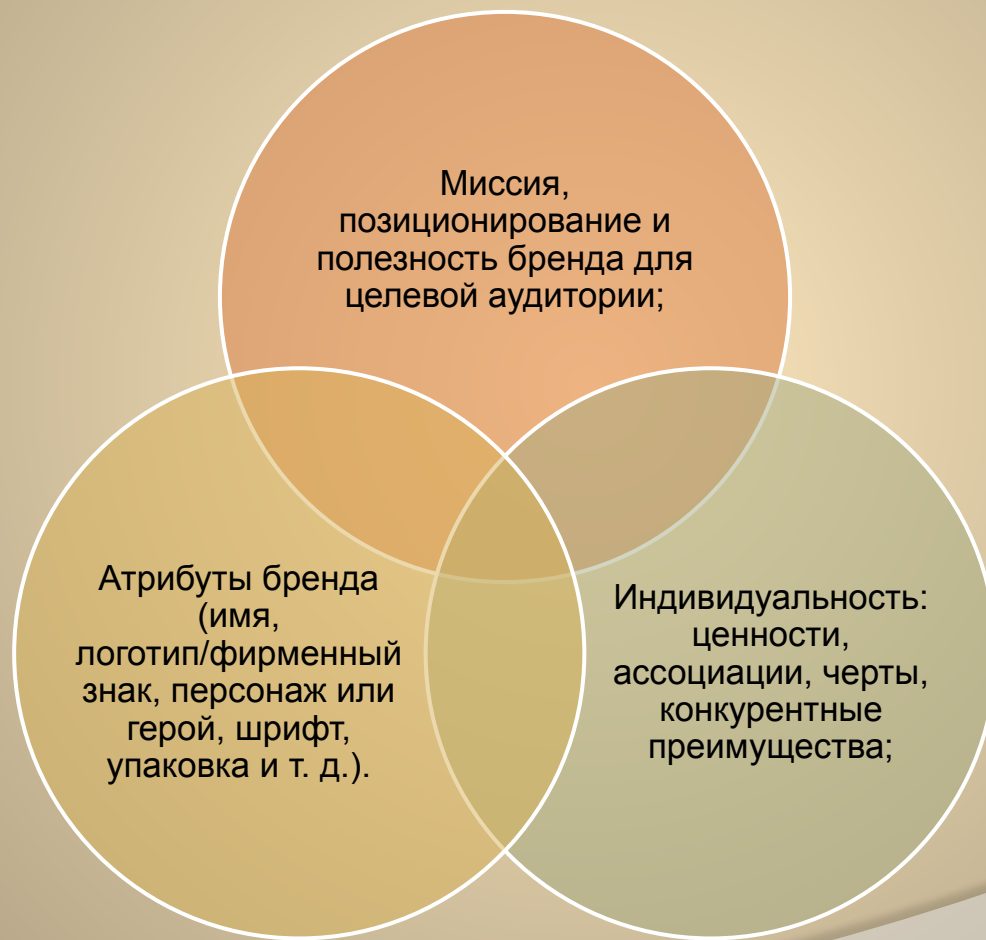 Миссия,
позиционирование и
полезность бренда для
целевой аудитории;
Атрибуты бренда
(имя,
логотип/фирменный
знак, персонаж или
герой, шрифт,
упаковка и т. д.).
Индивидуальность:
ценности,
ассоциации, черты,
конкурентные
преимущества;